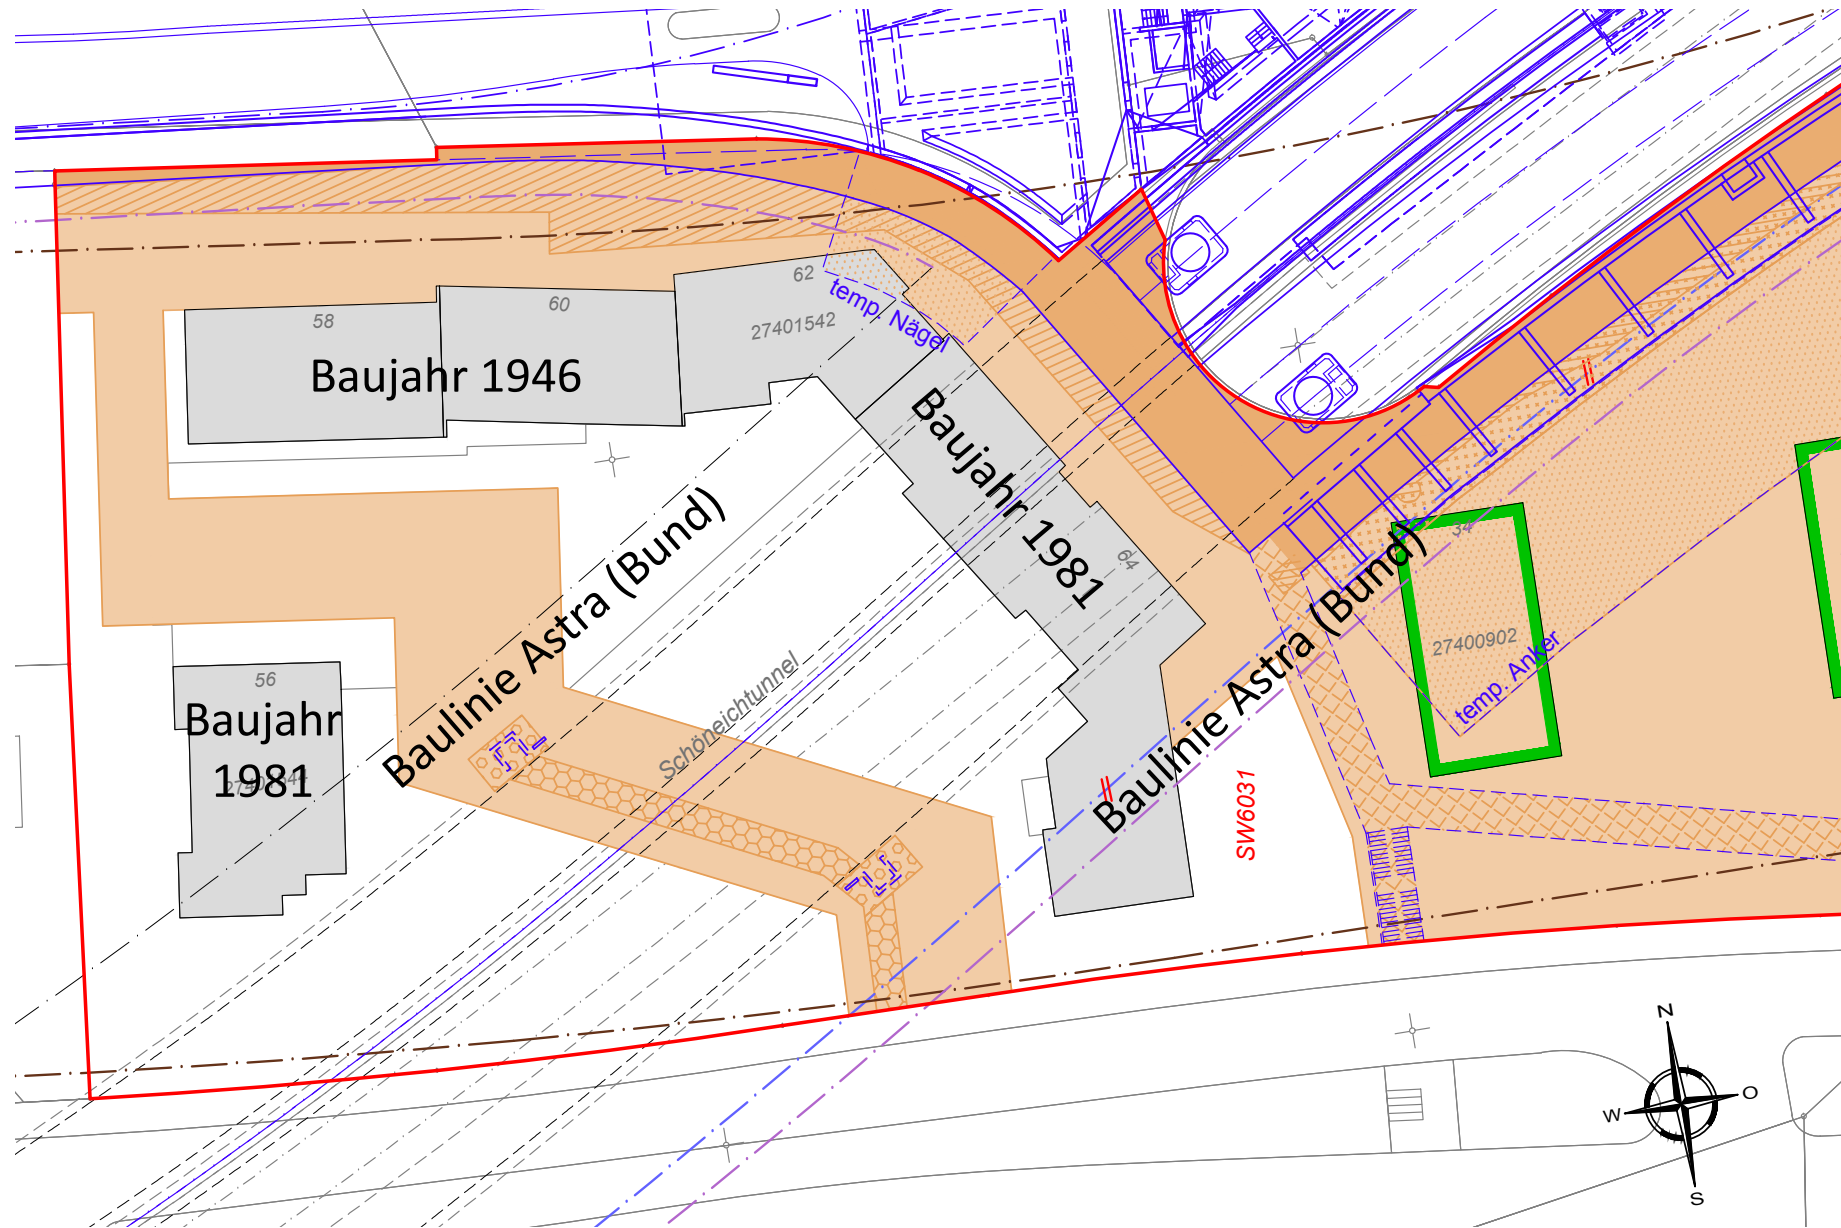 62
60
58
27401542
temp. Nägel
Baujahr 1946
Baujahr 1981
64
34
27400902
temp. Anker
Baulinie Astra (Bund)
Baulinie Astra (Bund)
Schöneichtunnel
56
Baujahr
1981
SW6031
N
W
O
S